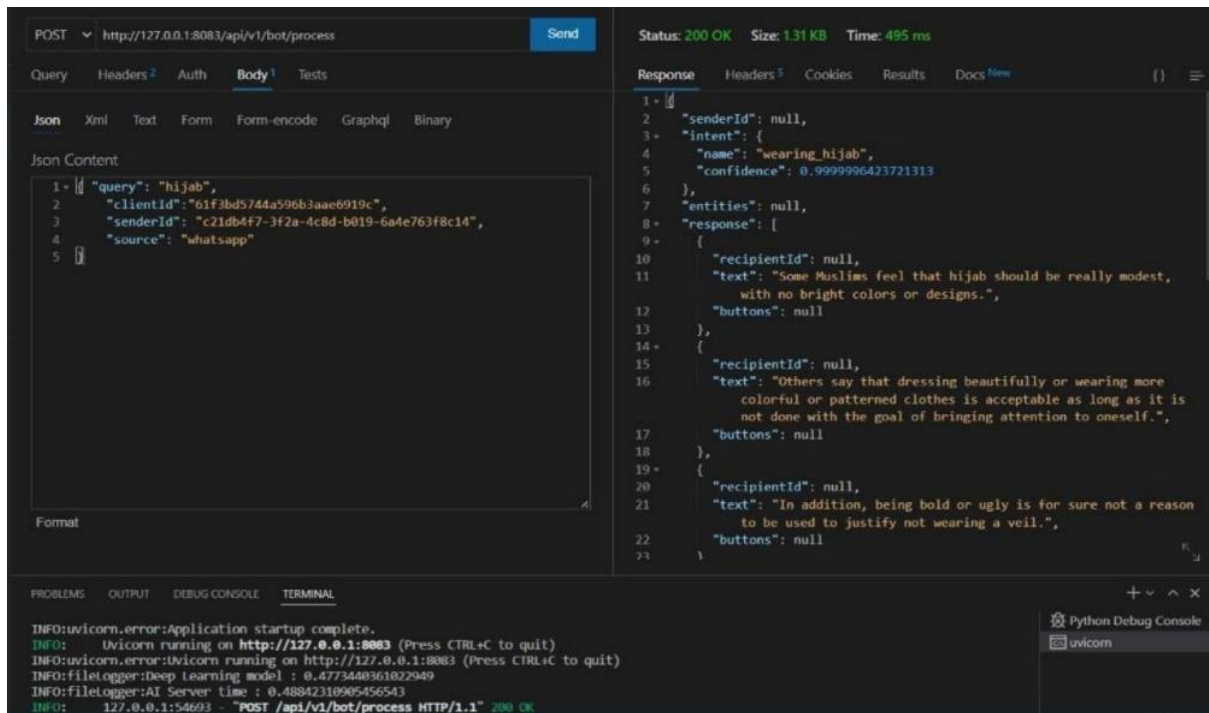 POST http://127.0.0.1:8083/api/v1/bot/process Send
Query Headers 2 Auth Body 1 Tests
Json Xml Text Form Form-encode Graphql Binary
Json Content
1 { "query": "hijab",
2 "clientId":"61f3bd5744a596b3aae6919c",
3 "senderId": "c21db4f7-3f2a-4c8d-b019-6a4e763f8c14",
4 "source": "whatsapp"
5 }
Format
Status: 200 OK Size: 1.31 KB Time: 495 ms
Response Headers 5 Cookies Results Docs New {}
1 {
2 "senderId": null,
3 "intent": {
4 "name": "wearing_hijab",
5 "confidence": 0.9999996423721313
6 },
7 "entities": null,
8 "response": [
9 {
10 "recipientId": null,
11 "text": "Some Muslims feel that hijab should be really modest,
with no bright colors or designs.",
12 "buttons": null
13 },
14 {
15 "recipientId": null,
16 "text": "Others say that dressing beautifully or wearing more
colorful or patterned clothes is acceptable as long as it is
not done with the goal of bringing attention to oneself.",
17 "buttons": null
18 },
19 {
20 "recipientId": null,
21 "text": "In addition, being bold or ugly is for sure not a reason
to be used to justify not wearing a veil.",
22 "buttons": null
23 }
PROBLEMS OUTPUT DEBUG CONSOLE TERMINAL
INFO:uvicorn.error:Application startup complete.
INFO: Uvicorn running on http://127.0.0.1:8083 (Press CTRL+C to quit)
INFO:uvicorn.error:Uvicorn running on http://127.0.0.1:8083 (Press CTRL+C to quit)
INFO:fileLogger:Deep Learning model : 0.4773440361022949
INFO:fileLogger:AI Server time : 0.48842310905456543
INFO: 127.0.0.1:54693 - "POST /api/v1/bot/process HTTP/1.1" 200 OK
Python Debug Console
uvicorn